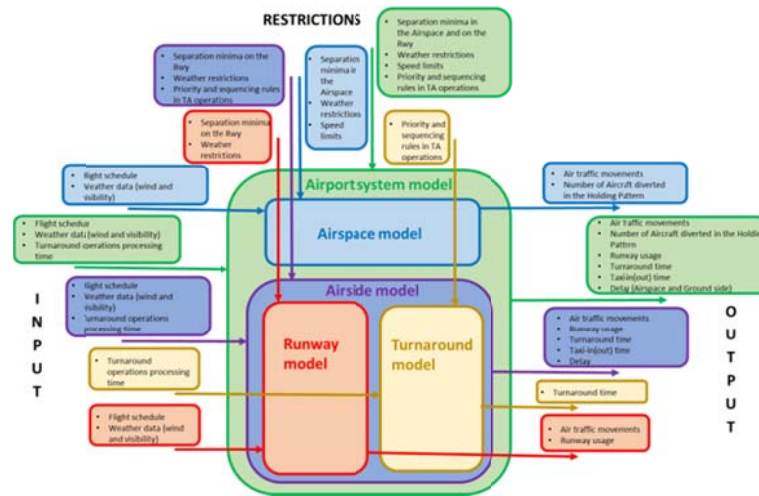 RESTRICTIONS
• Separation minima in
the Airspace and on the
Rwy
• Weather restrictions
• Speed limits
• Priority and sequencing
rules in TA operations
• Separation minima on the
Rwy
• Weather restrictions
• Priority and sequencing rules
in TA operations
• Separation
minima in
the
Airspace
• Weather
restrictions
• Speed
limits
• Separation minima
on the Rwy
• Weather
restrictions
• Priority and
sequencing
rules in TA
operations
INPUT
• Flight schedule
• Weather data (wind and
visibility)
• Flight schedule
• Weather data (wind and visibility)
• Turnaround operations processing
time
• Flight schedule
• Weather data (wind and
visibility)
• Turnaround operations
processing time
• Turnaround
operations processing
time
• Flight schedule
• Weather data (wind
and visibility)
Airport system model
Airspace model
Airside model
Runway
model
Turnaround
model
• Air traffic movements
• Number of Aircraft diverted
in the Holding Pattern
• Air traffic movements
• Number of Aircraft diverted in the Holding
Pattern
• Runway usage
• Turnaround time
• Taxi-in(out) time
• Delay (Airspace and Ground side)
• Air traffic movements
• Runway usage
• Turnaround time
• Taxi-in(out) time
• Delay
• Turnaround time
• Air traffic movements
• Runway usage
OUTPUT